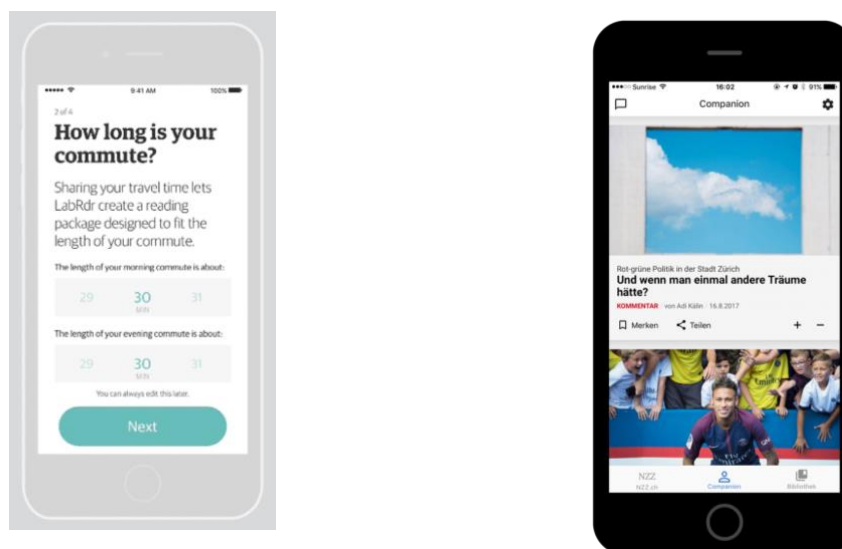 9:41 AM 100%
2 of 4
How long is your
commute?
Sharing your travel time lets
LabRdr create a reading
package designed to fit the
length of your commute.
The length of your morning commute is about:
29 30 31
MIN
The length of your evening commute is about:
29 30 31
MIN
You can always edit this later.
Next
Sunrise 16:02 91%
Companion
Rot-grüne Politik in der Stadt Zürich
Und wenn man einmal andere Träume
hätte?
KOMMENTAR von Adi Kälin · 16.8.2017
Merken Teilen + −
NZZ
NZZ.ch Companion Bibliothek